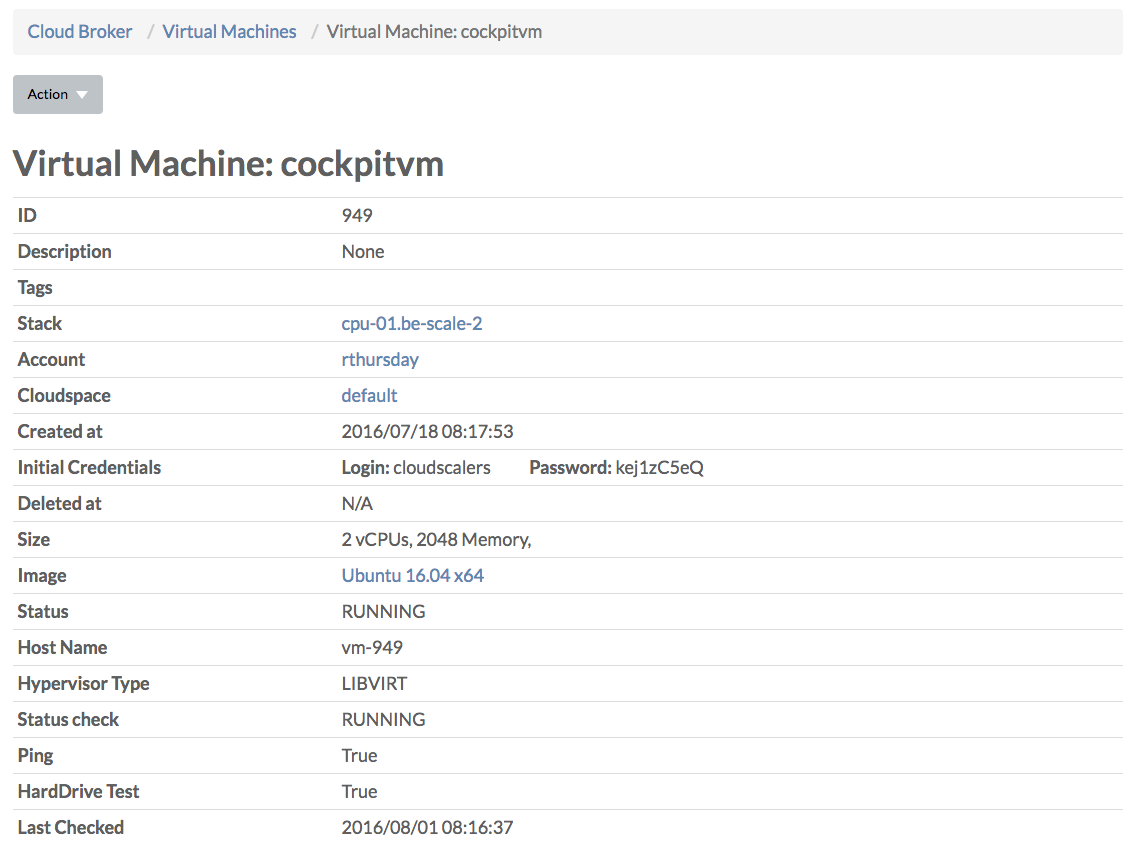 Cloud Broker / Virtual Machines / Virtual Machine: cockpitvm
Action
Virtual Machine: cockpitvm
ID 949
Description None
Tags
Stack cpu-01.be-scale-2
Account rthursday
Cloudspace default
Created at 2016/07/18 08:17:53
Initial Credentials Login: cloudscalers Password: kej1zC5eQ
Deleted at N/A
Size 2 vCPUs, 2048 Memory,
Image Ubuntu 16.04 x64
Status RUNNING
Host Name vm-949
Hypervisor Type LIBVIRT
Status check RUNNING
Ping True
HardDrive Test True
Last Checked 2016/08/01 08:16:37